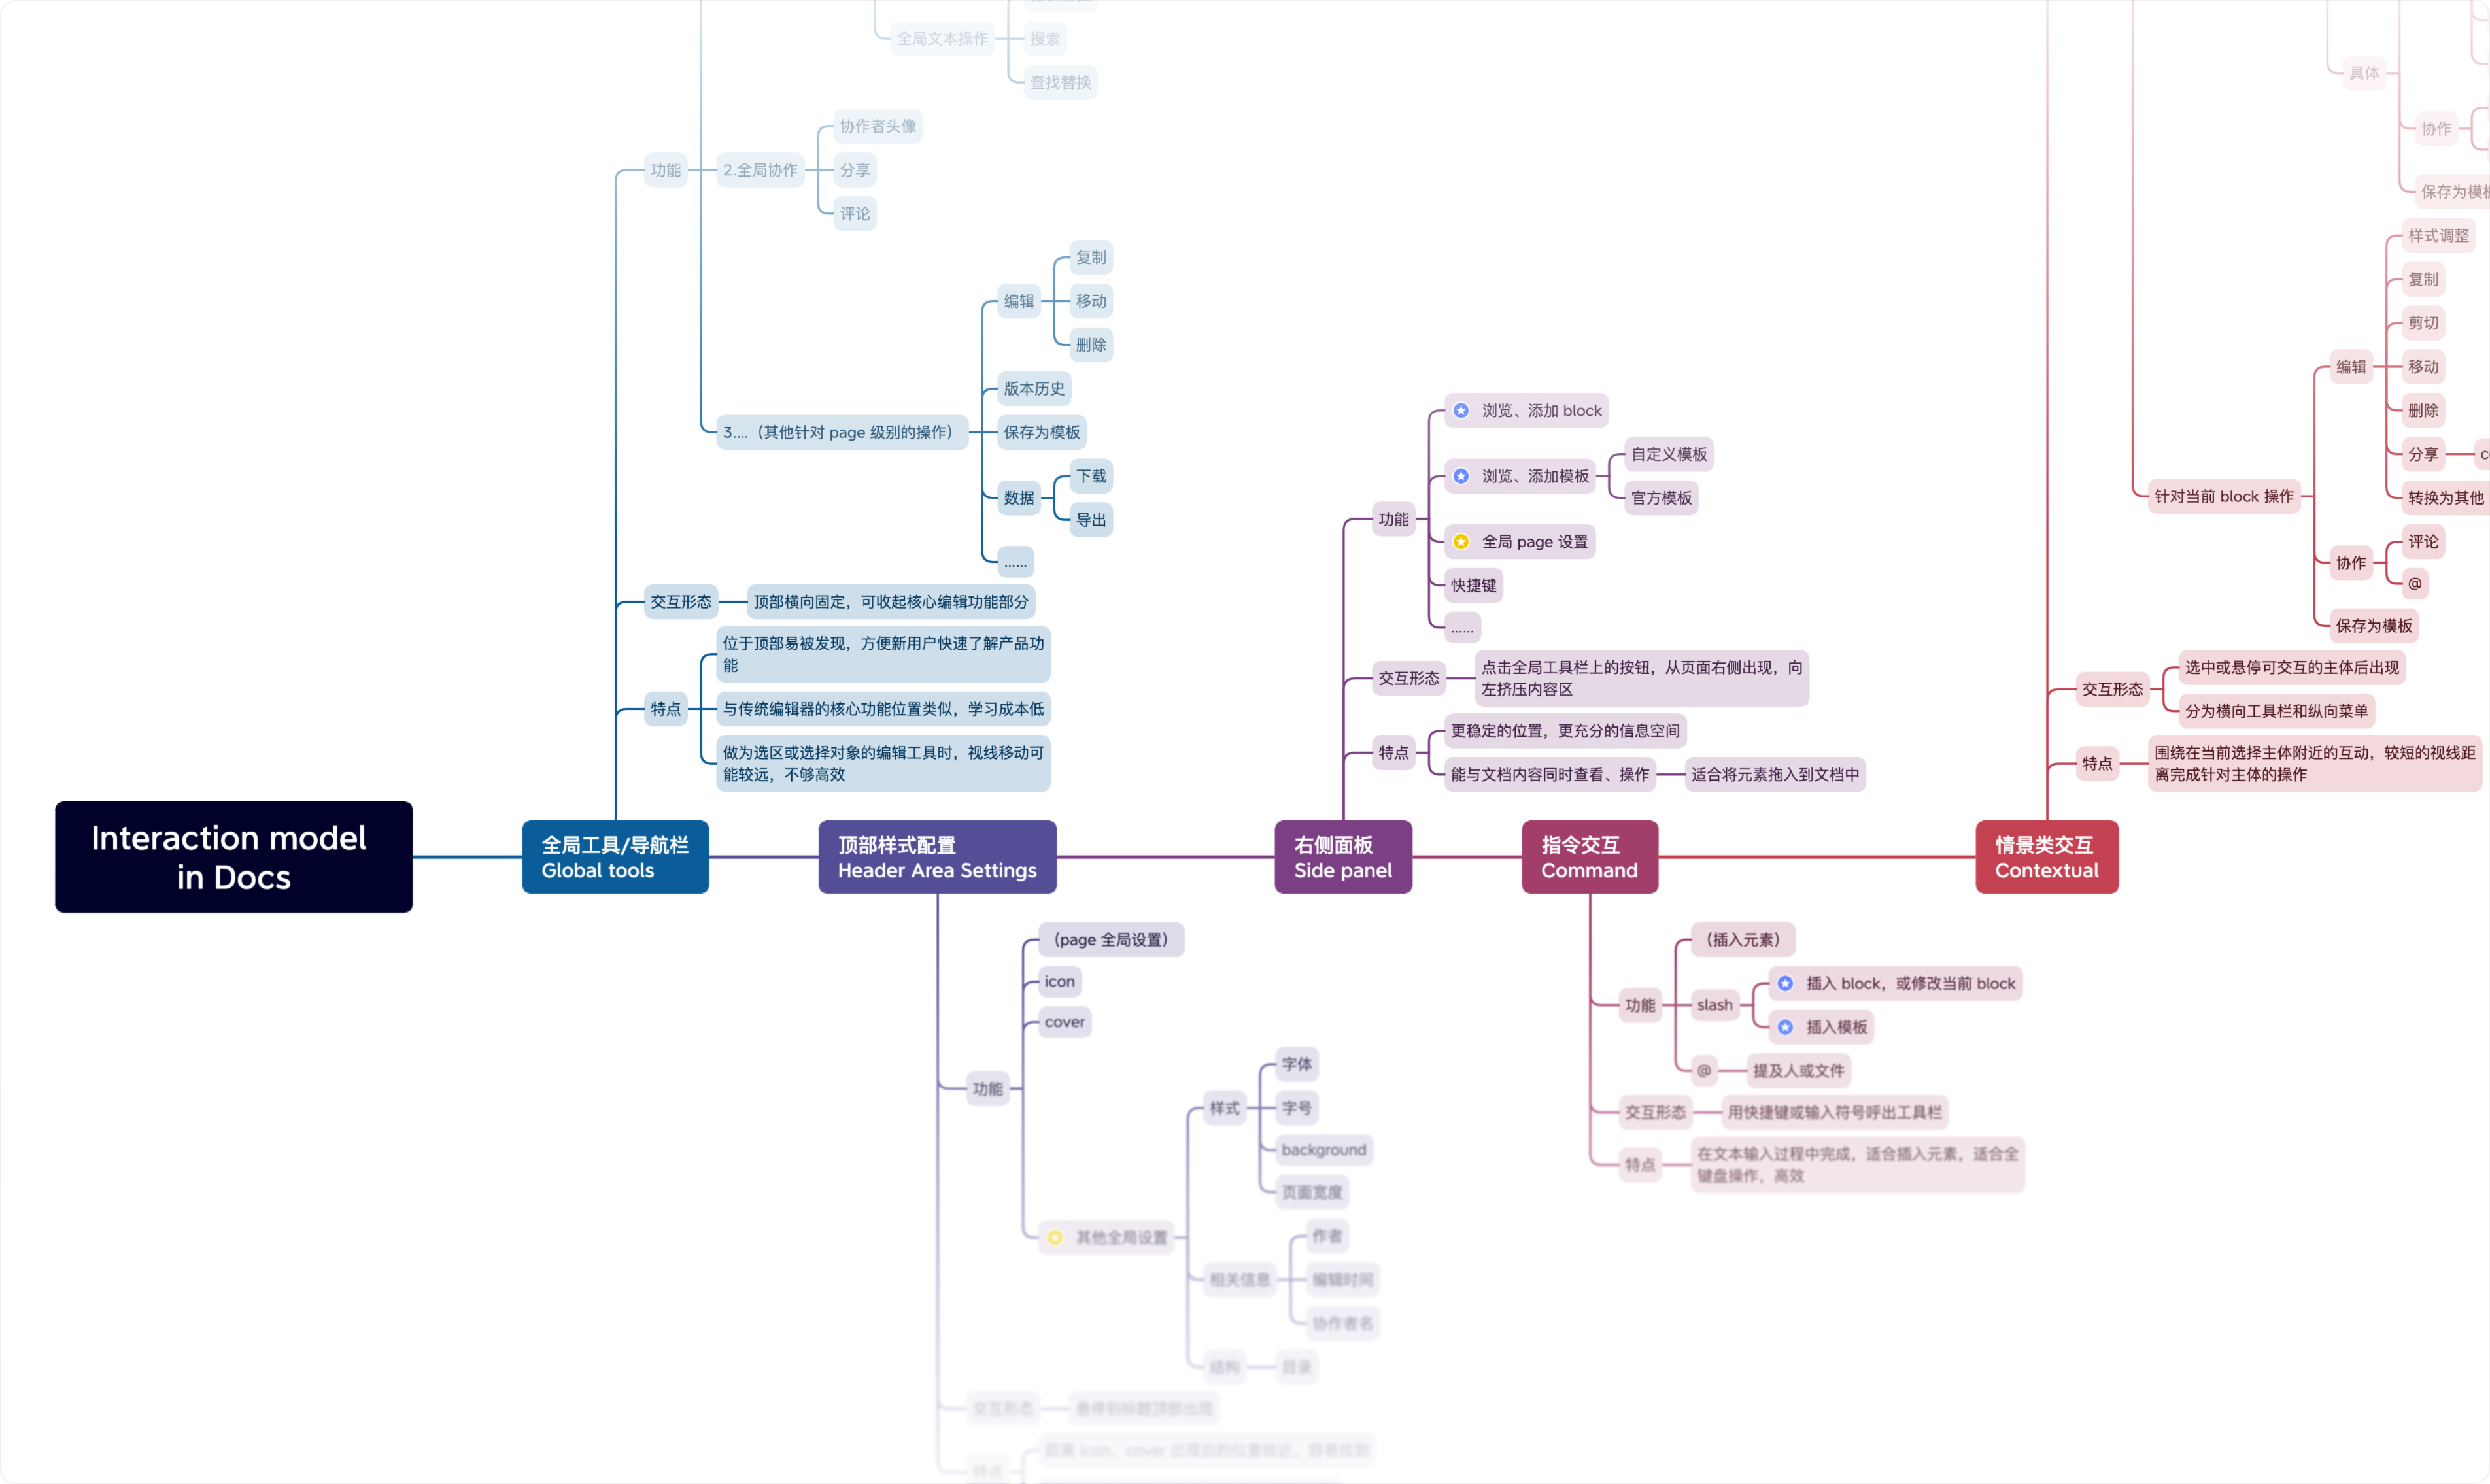 全局文本操作
搜索
查找替换
功能
2.全局协作
协作者头像
分享
评论
3....（其他针对 page 级别的操作）
编辑
复制
移动
删除
版本历史
保存为模板
数据
下载
导出
......
交互形态
顶部横向固定，可收起核心编辑功能部分
特点
位于顶部易被发现，方便新用户快速了解产品功
能
与传统编辑器的核心功能位置类似，学习成本低
做为选区或选择对象的编辑工具时，视线移动可
能较远，不够高效
功能
浏览、添加 block
浏览、添加模板
自定义模板
官方模板
全局 page 设置
快捷键
......
交互形态
点击全局工具栏上的按钮，从页面右侧出现，向
左挤压内容区
特点
更稳定的位置，更充分的信息空间
能与文档内容同时查看、操作
适合将元素拖入到文档中
具体
协作
保存为模板
针对当前 block 操作
编辑
样式调整
复制
剪切
移动
删除
分享
转换为其他
协作
评论
@
保存为模板
交互形态
选中或悬停可交互的主体后出现
分为横向工具栏和纵向菜单
特点
围绕在当前选择主体附近的互动，较短的视线距
离完成针对主体的操作
Interaction model
in Docs
全局工具/导航栏
Global tools
顶部样式配置
Header Area Settings
右侧面板
Side panel
指令交互
Command
情景类交互
Contextual
功能
（page 全局设置）
icon
cover
其他全局设置
样式
字体
字号
background
页面宽度
相关信息
作者
编辑时间
协作者名
结构
目录
交互形态
悬停到标题顶部出现
特点
距离 icon、cover 出现后的位置较近，容易找到
功能
（插入元素）
slash
插入 block，或修改当前 block
插入模板
@
提及人或文件
交互形态
用快捷键或输入符号呼出工具栏
特点
在文本输入过程中完成，适合插入元素，适合全
键盘操作，高效